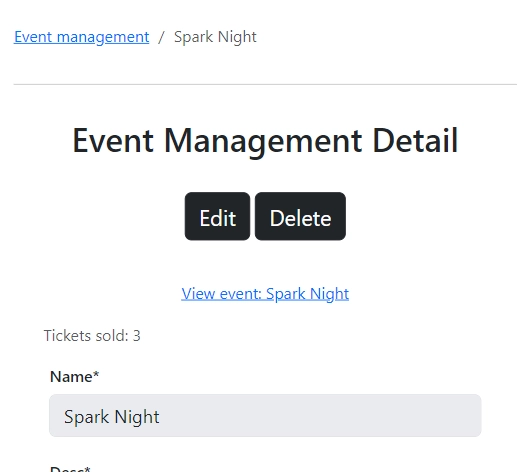 Event management / Spark Night
Event Management Detail
Edit Delete
View event: Spark Night
Tickets sold: 3
Name*
Spark Night
Desc*